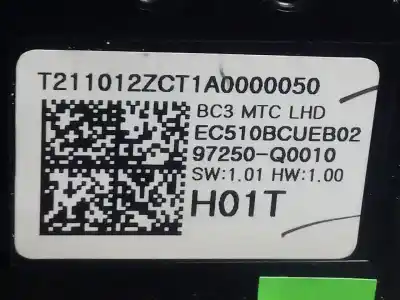 T211012ZCT1A0000050
BC3 MTC LHD
EC510BCUEB02
97250-Q0010
SW:1.01 HW:1.00
H01T